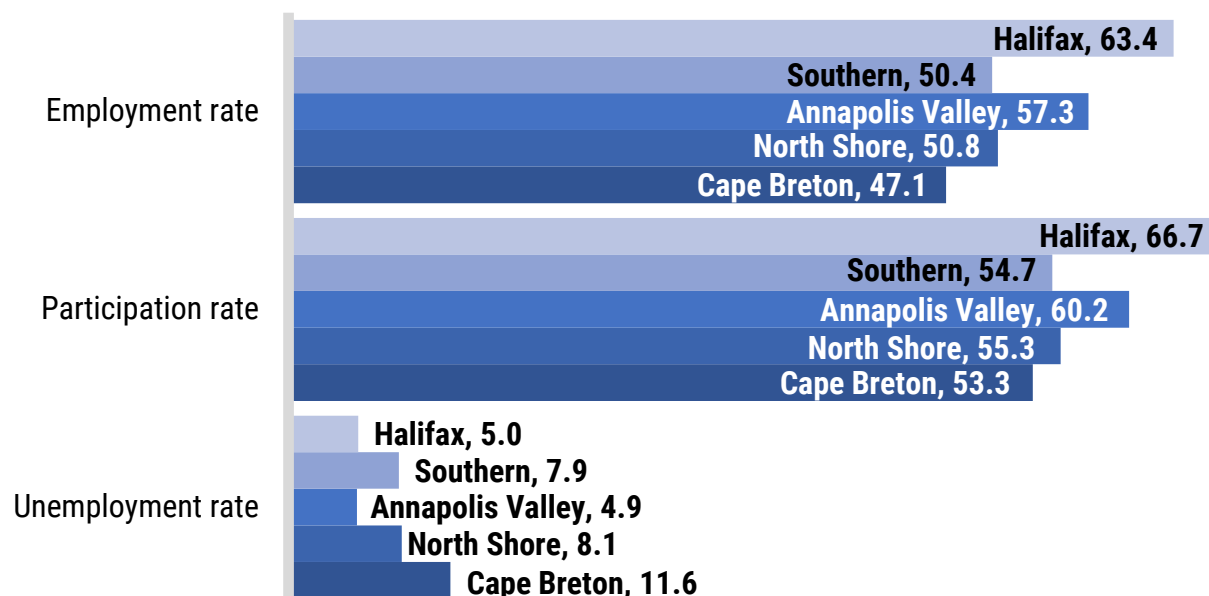 Employment rate
Halifax, 63.4
Southern, 50.4
Annapolis Valley, 57.3
North Shore, 50.8
Cape Breton, 47.1
Participation rate
Halifax, 66.7
Southern, 54.7
Annapolis Valley, 60.2
North Shore, 55.3
Cape Breton, 53.3
Unemployment rate
Halifax, 5.0
Southern, 7.9
Annapolis Valley, 4.9
North Shore, 8.1
Cape Breton, 11.6